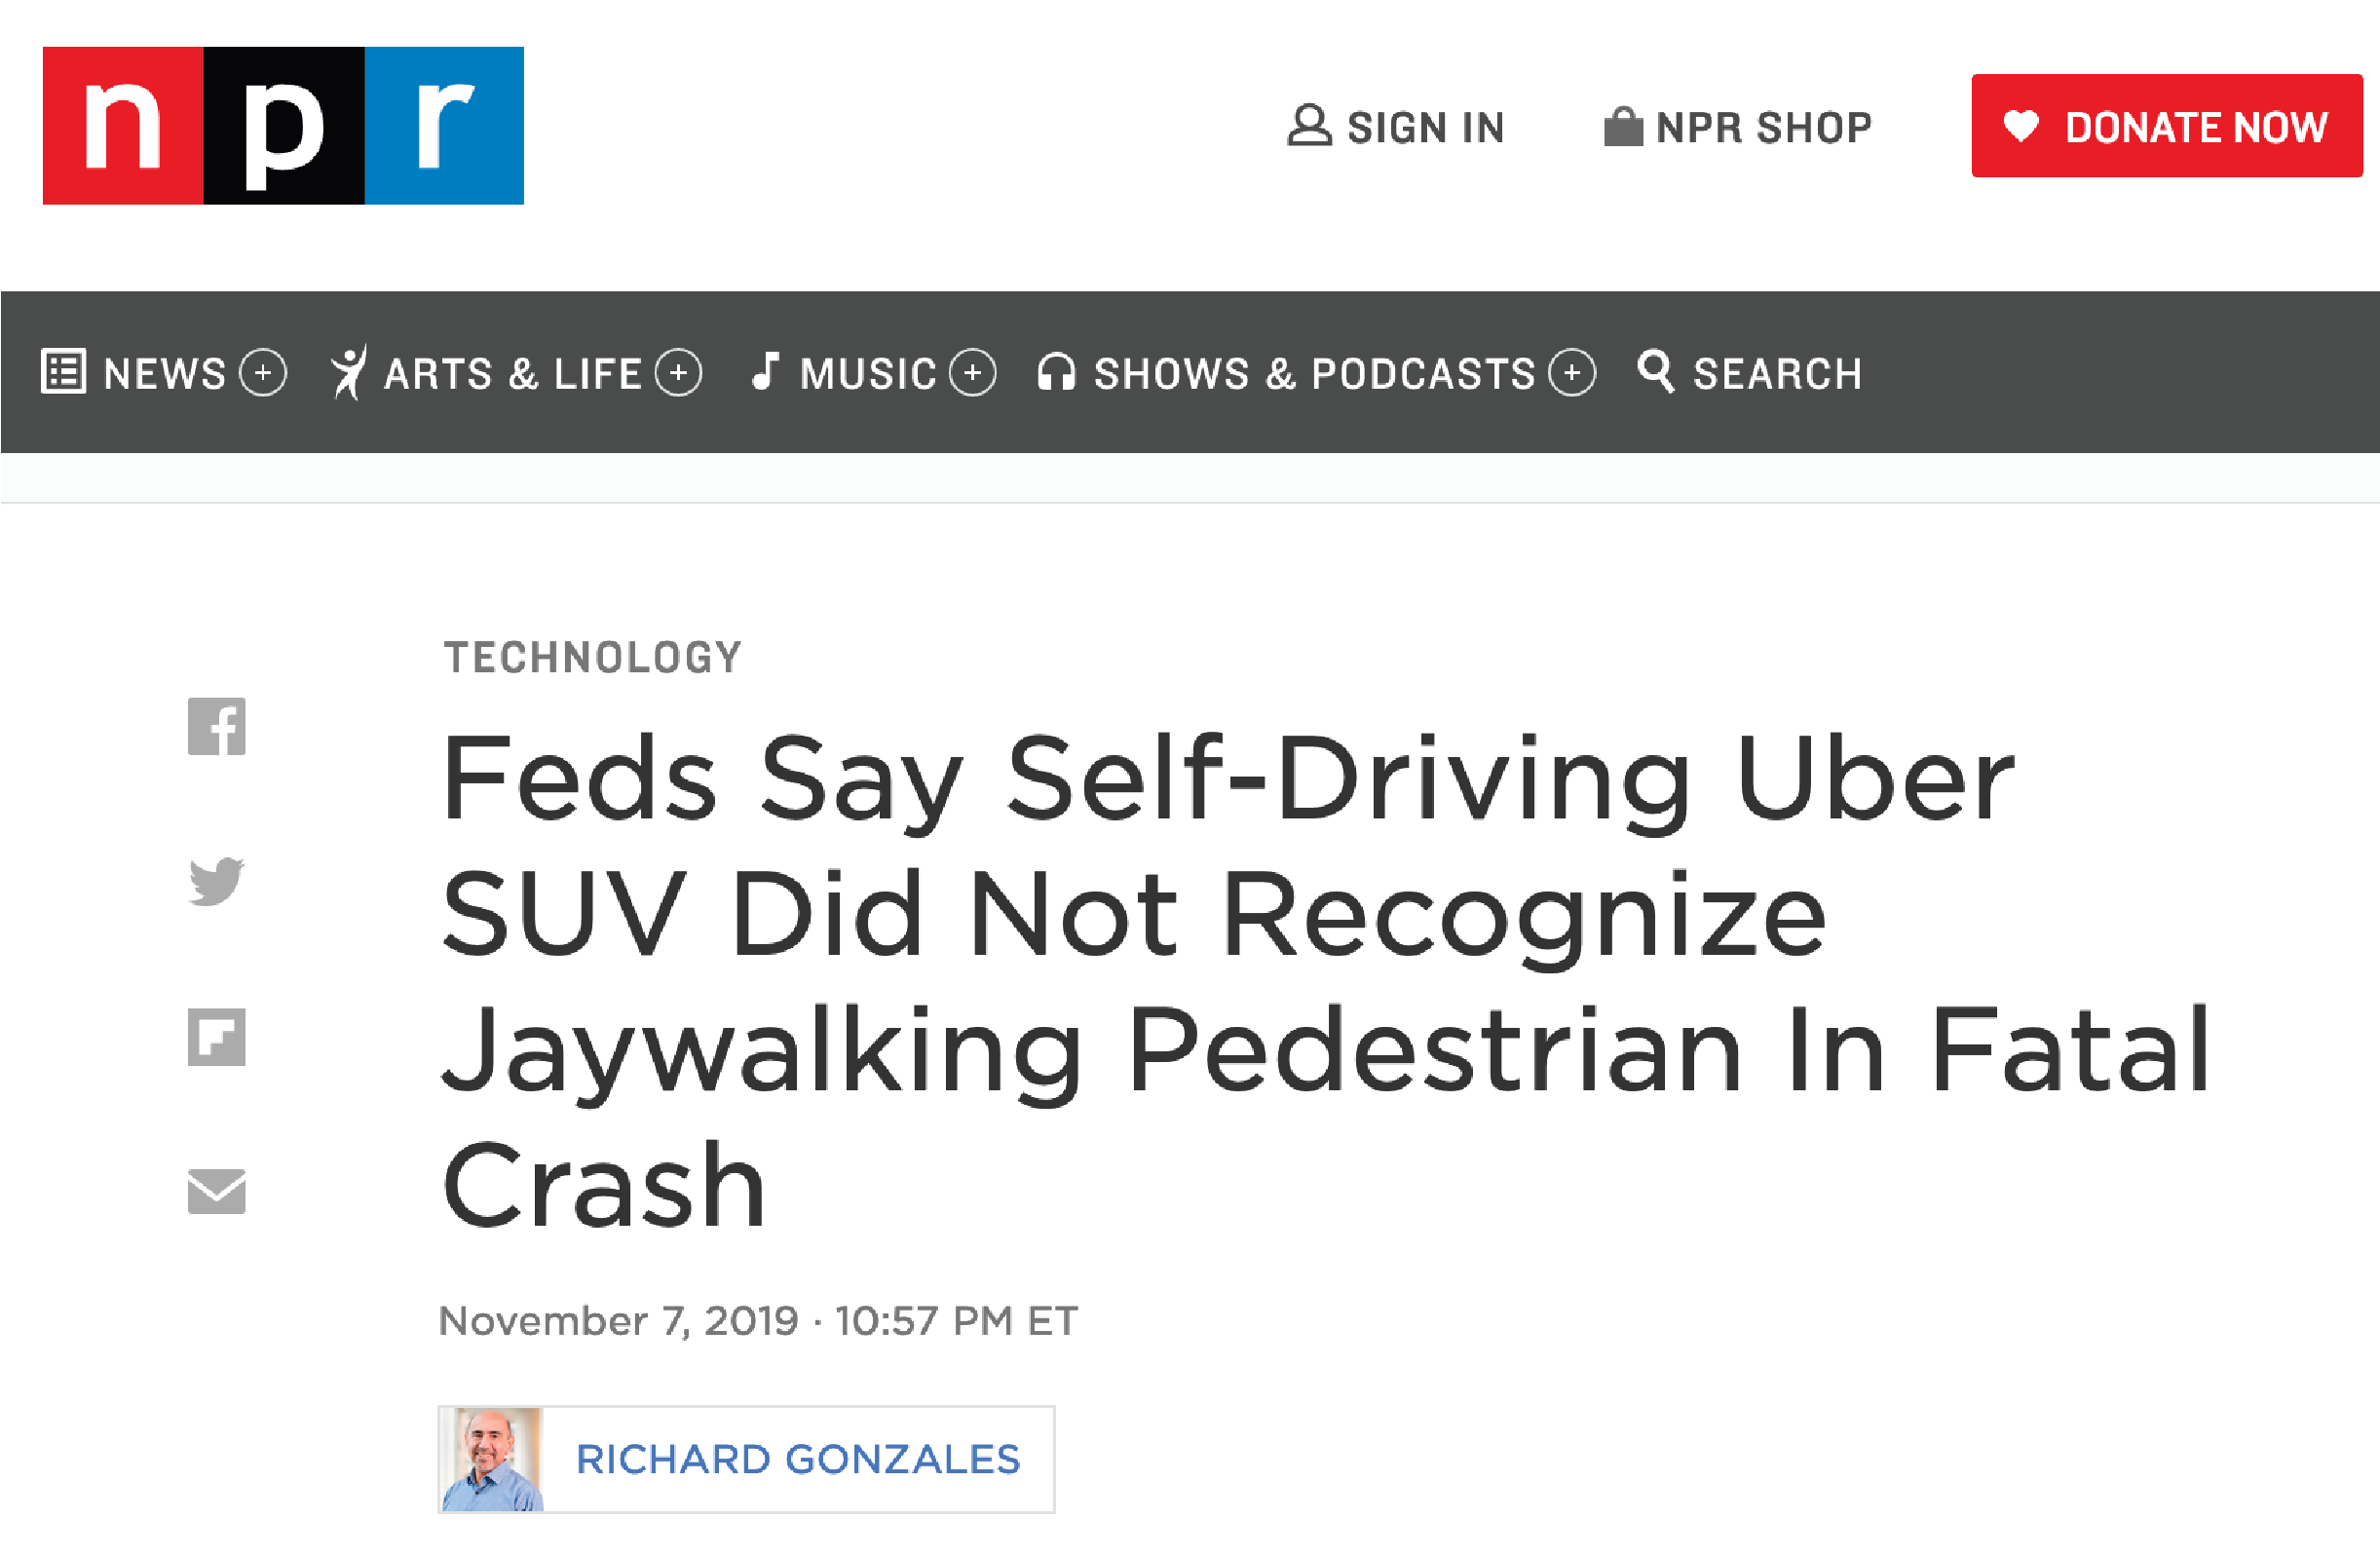 npr
SIGN IN
NPR SHOP
DONATE NOW
NEWS
ARTS & LIFE
MUSIC
SHOWS & PODCASTS
SEARCH
TECHNOLOGY
Feds Say Self-Driving Uber
SUV Did Not Recognize
Jaywalking Pedestrian In Fatal
Crash
November 7, 2019 · 10:57 PM ET
RICHARD GONZALES